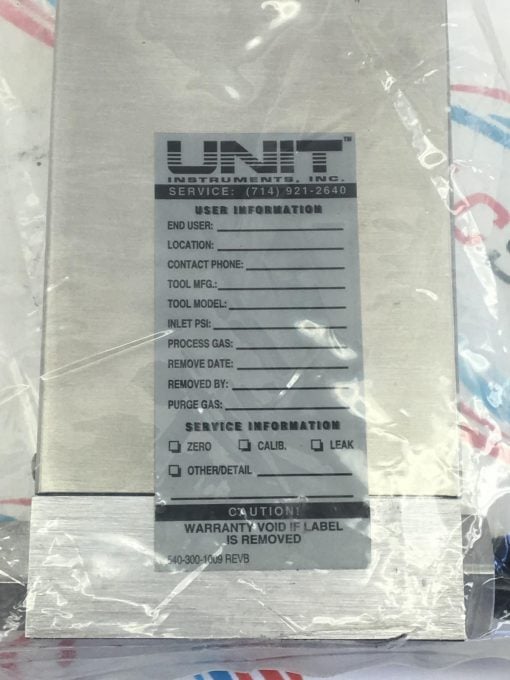 UNIT™
INSTRUMENTS, INC.
SERVICE: (714) 921-2640
USER INFORMATION
END USER:
LOCATION:
CONTACT PHONE:
TOOL MFG.:
TOOL MODEL:
INLET PSI:
PROCESS GAS:
REMOVE DATE:
REMOVED BY:
PURGE GAS:
SERVICE INFORMATION
ZERO CALIB. LEAK
OTHER/DETAIL
CAUTION!
WARRANTY VOID IF LABEL
IS REMOVED
540-300-1009 REVB